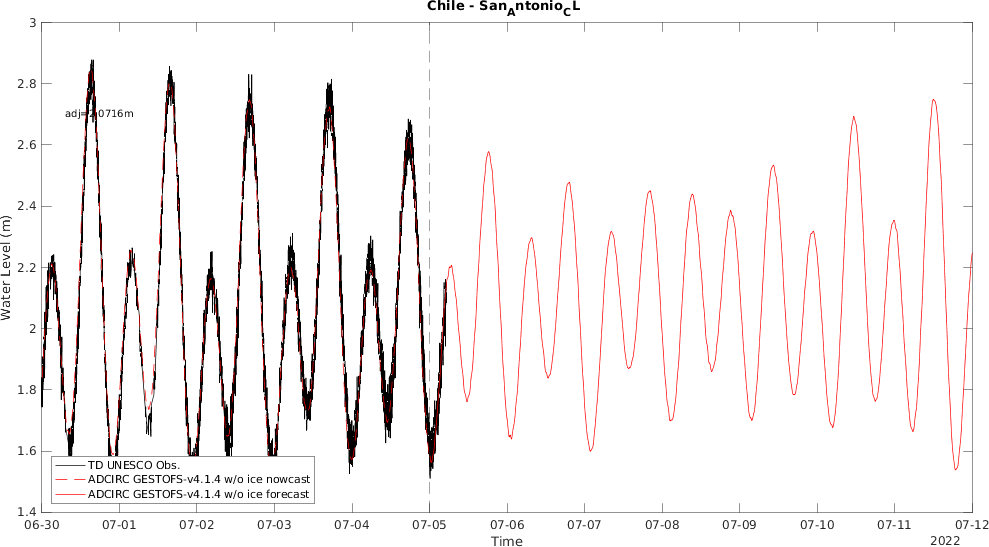 Chile - SanAntonioCL
3
2.8
adj=2.0716m
2.6
2.4
2.2
2
1.8
1.6
1.4
Water Level (m)
TD UNESCO Obs.
ADCIRC GESTOFS-v4.1.4 w/o ice nowcast
ADCIRC GESTOFS-v4.1.4 w/o ice forecast
06-30 07-01 07-02 07-03 07-04 07-05 07-06 07-07 07-08 07-09 07-10 07-11 07-12
Time
2022